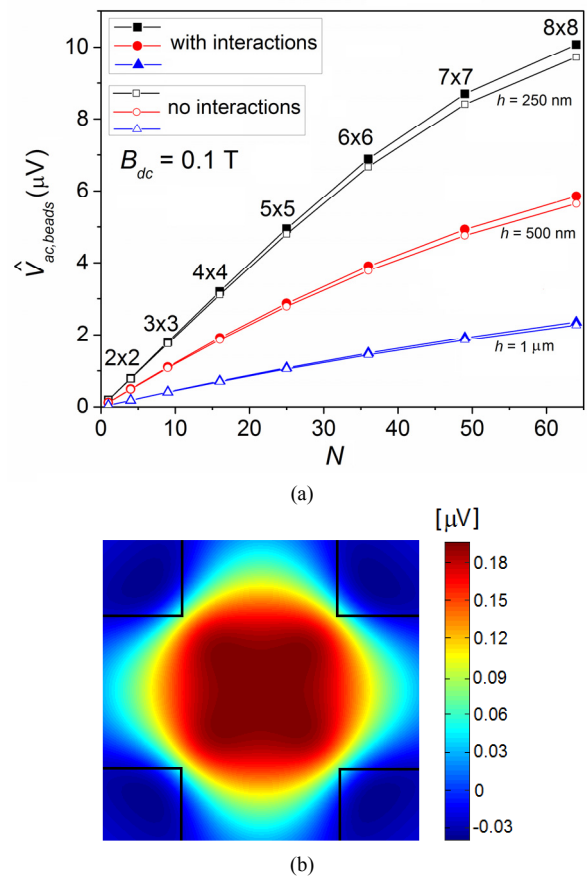 with interactions
no interactions
B_dc = 0.1 T
V̂_ac,beads (μV)
10
8
6
4
2
0
2x2
3x3
4x4
5x5
6x6
7x7
8x8
h = 250 nm
h = 500 nm
h = 1 μm
0 10 20 30 40 50 60
N
(a)
[μV]
0.18
0.12
0.09
0.06
0.03
0
-0.03
(b)